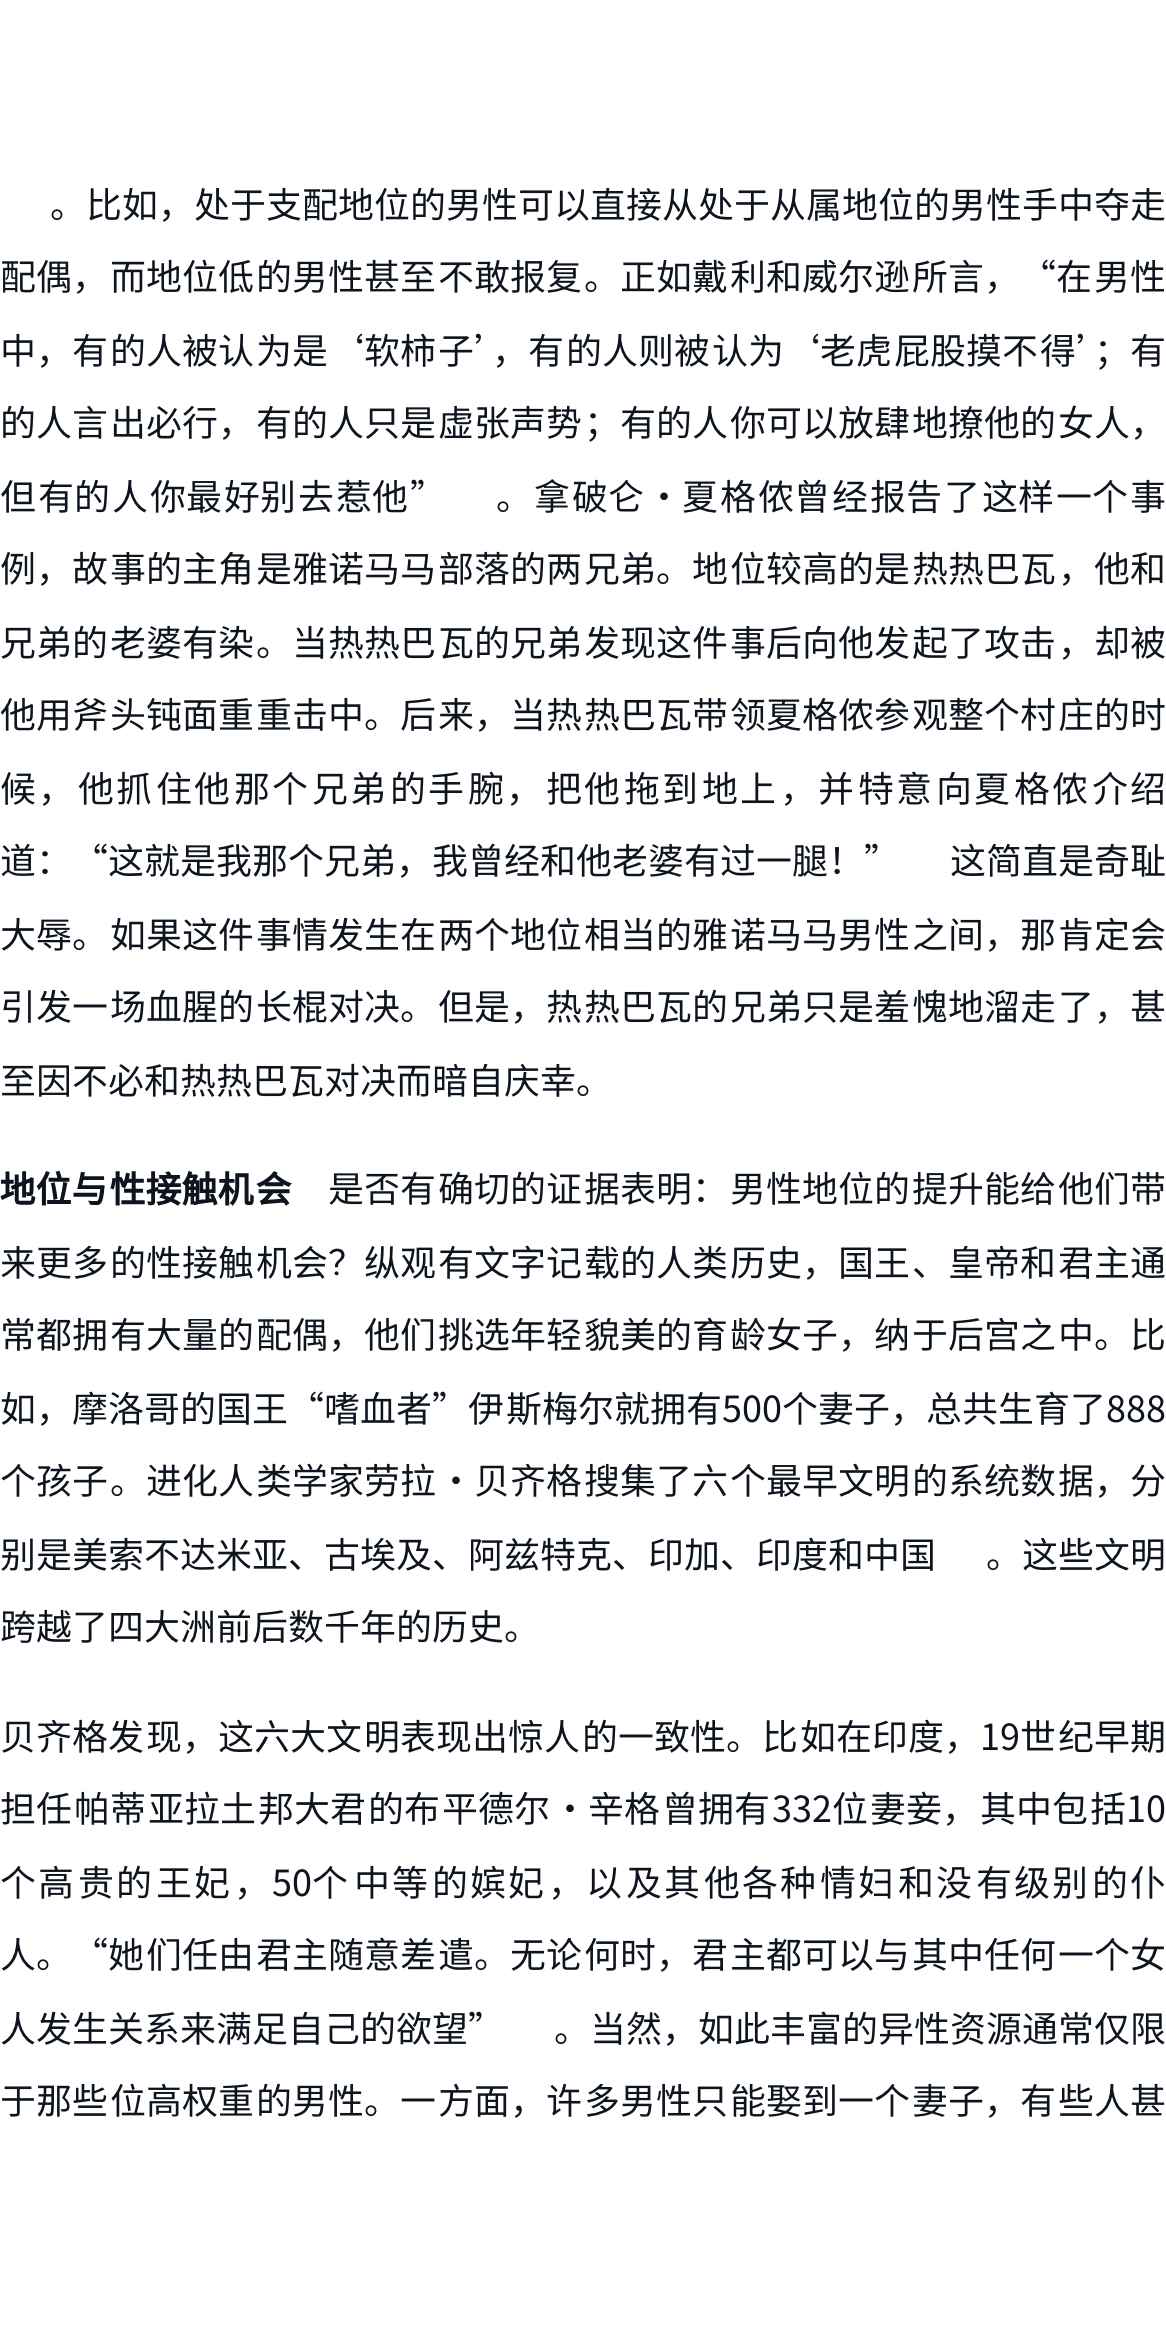 。比如，处于支配地位的男性可以直接从处于从属地位的男性手中夺走
配偶，而地位低的男性甚至不敢报复。正如戴利和威尔逊所言，“在男性
中，有的人被认为是‘软柿子’，有的人则被认为‘老虎屁股摸不得’；有
的人言出必行，有的人只是虚张声势；有的人你可以放肆地撩他的女人，
但有的人你最好别去惹他” 。拿破仑·夏格侬曾经报告了这样一个事
例，故事的主角是雅诺马马部落的两兄弟。地位较高的是热热巴瓦，他和
兄弟的老婆有染。当热热巴瓦的兄弟发现这件事后向他发起了攻击，却被
他用斧头钝面重重击中。后来，当热热巴瓦带领夏格侬参观整个村庄的时
候，他抓住他那个兄弟的手腕，把他拖到地上，并特意向夏格侬介绍
道：“这就是我那个兄弟，我曾经和他老婆有过一腿！” 这简直是奇耻
大辱。如果这件事情发生在两个地位相当的雅诺马马男性之间，那肯定会
引发一场血腥的长棍对决。但是，热热巴瓦的兄弟只是羞愧地溜走了，甚
至因不必和热热巴瓦对决而暗自庆幸。
地位与性接触机会 是否有确切的证据表明：男性地位的提升能给他们带
来更多的性接触机会？纵观有文字记载的人类历史，国王、皇帝和君主通
常都拥有大量的配偶，他们挑选年轻貌美的育龄女子，纳于后宫之中。比
如，摩洛哥的国王“嗜血者”伊斯梅尔就拥有500个妻子，总共生育了888
个孩子。进化人类学家劳拉·贝齐格搜集了六个最早文明的系统数据，分
别是美索不达米亚、古埃及、阿兹特克、印加、印度和中国 。这些文明
跨越了四大洲前后数千年的历史。
贝齐格发现，这六大文明表现出惊人的一致性。比如在印度，19世纪早期
担任帕蒂亚拉土邦大君的布平德尔·辛格曾拥有332位妻妾，其中包括10
个高贵的王妃，50个中等的嫔妃，以及其他各种情妇和没有级别的仆
人。“她们任由君主随意差遣。无论何时，君主都可以与其中任何一个女
人发生关系来满足自己的欲望” 。当然，如此丰富的异性资源通常仅限
于那些位高权重的男性。一方面，许多男性只能娶到一个妻子，有些人甚